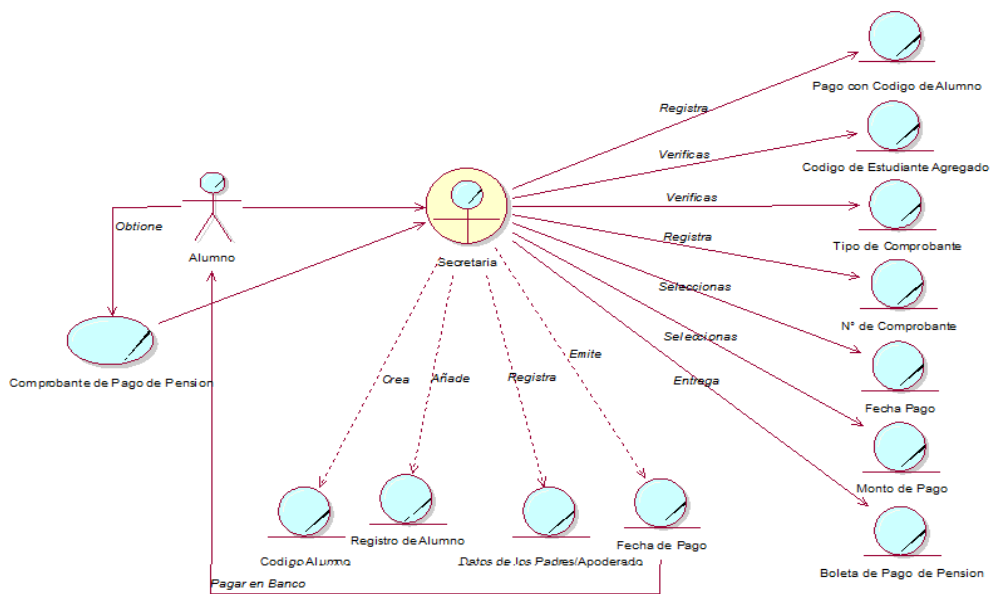 Pago con Codigo de Alumno
Registra
Verificas
Codigo de Estudiante Agregado
Verificas
Obtione
Alumno
Registra
Tipo de Comprobante
Secretaria
Seleccionas
N° de Comprobante
Seleccionas
Emite
Comprobante de Pago de Pension
Crea
Añade
Registra
Entrega
Fecha Pago
Monto de Pago
Codigo Alumno
Registro de Alumno
Datos de los Padres/Apoderado
Fecha de Pago
Boleta de Pago de Pension
Pagar en Banco